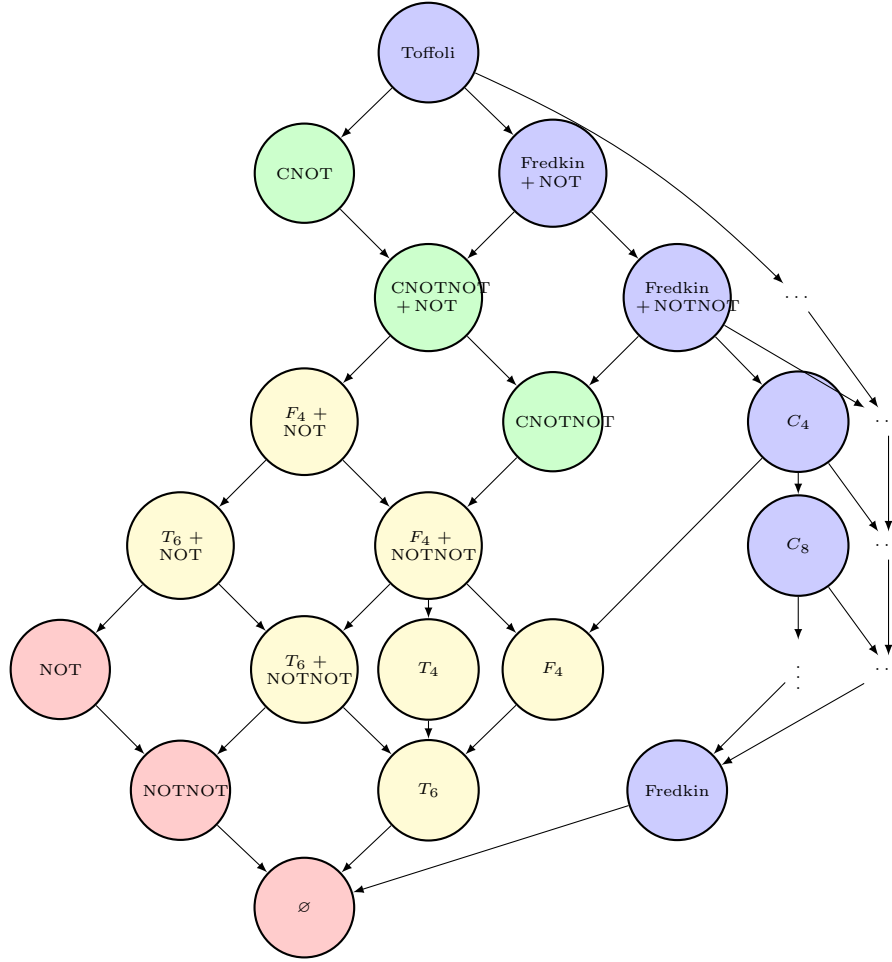 Toffoli
CNOT
Fredkin
+ NOT
CNOTNOT
+ NOT
Fredkin
+ NOTNOT
...
F₄ +
NOT
CNOTNOT
C₄
..
T₆ +
NOT
F₄ +
NOTNOT
C₈
..
NOT
T₆ +
NOTNOT
T₄
F₄
⋮
..
NOTNOT
T₆
Fredkin
∅